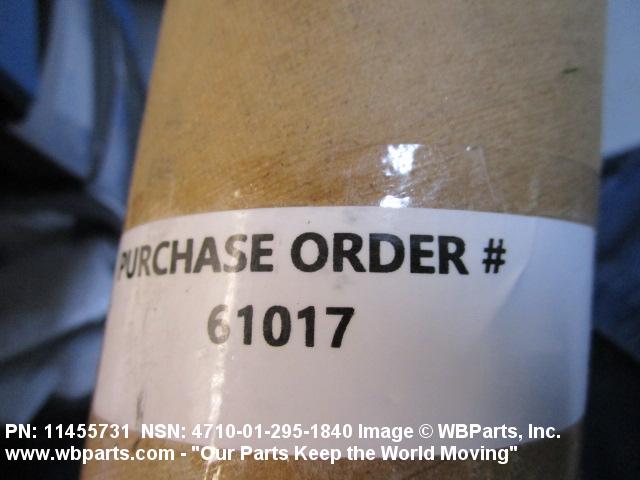 PURCHASE ORDER #
61017
PN: 11455731 NSN: 4710-01-295-1840 Image © WBParts, Inc.
www.wbparts.com - "Our Parts Keep the World Moving"